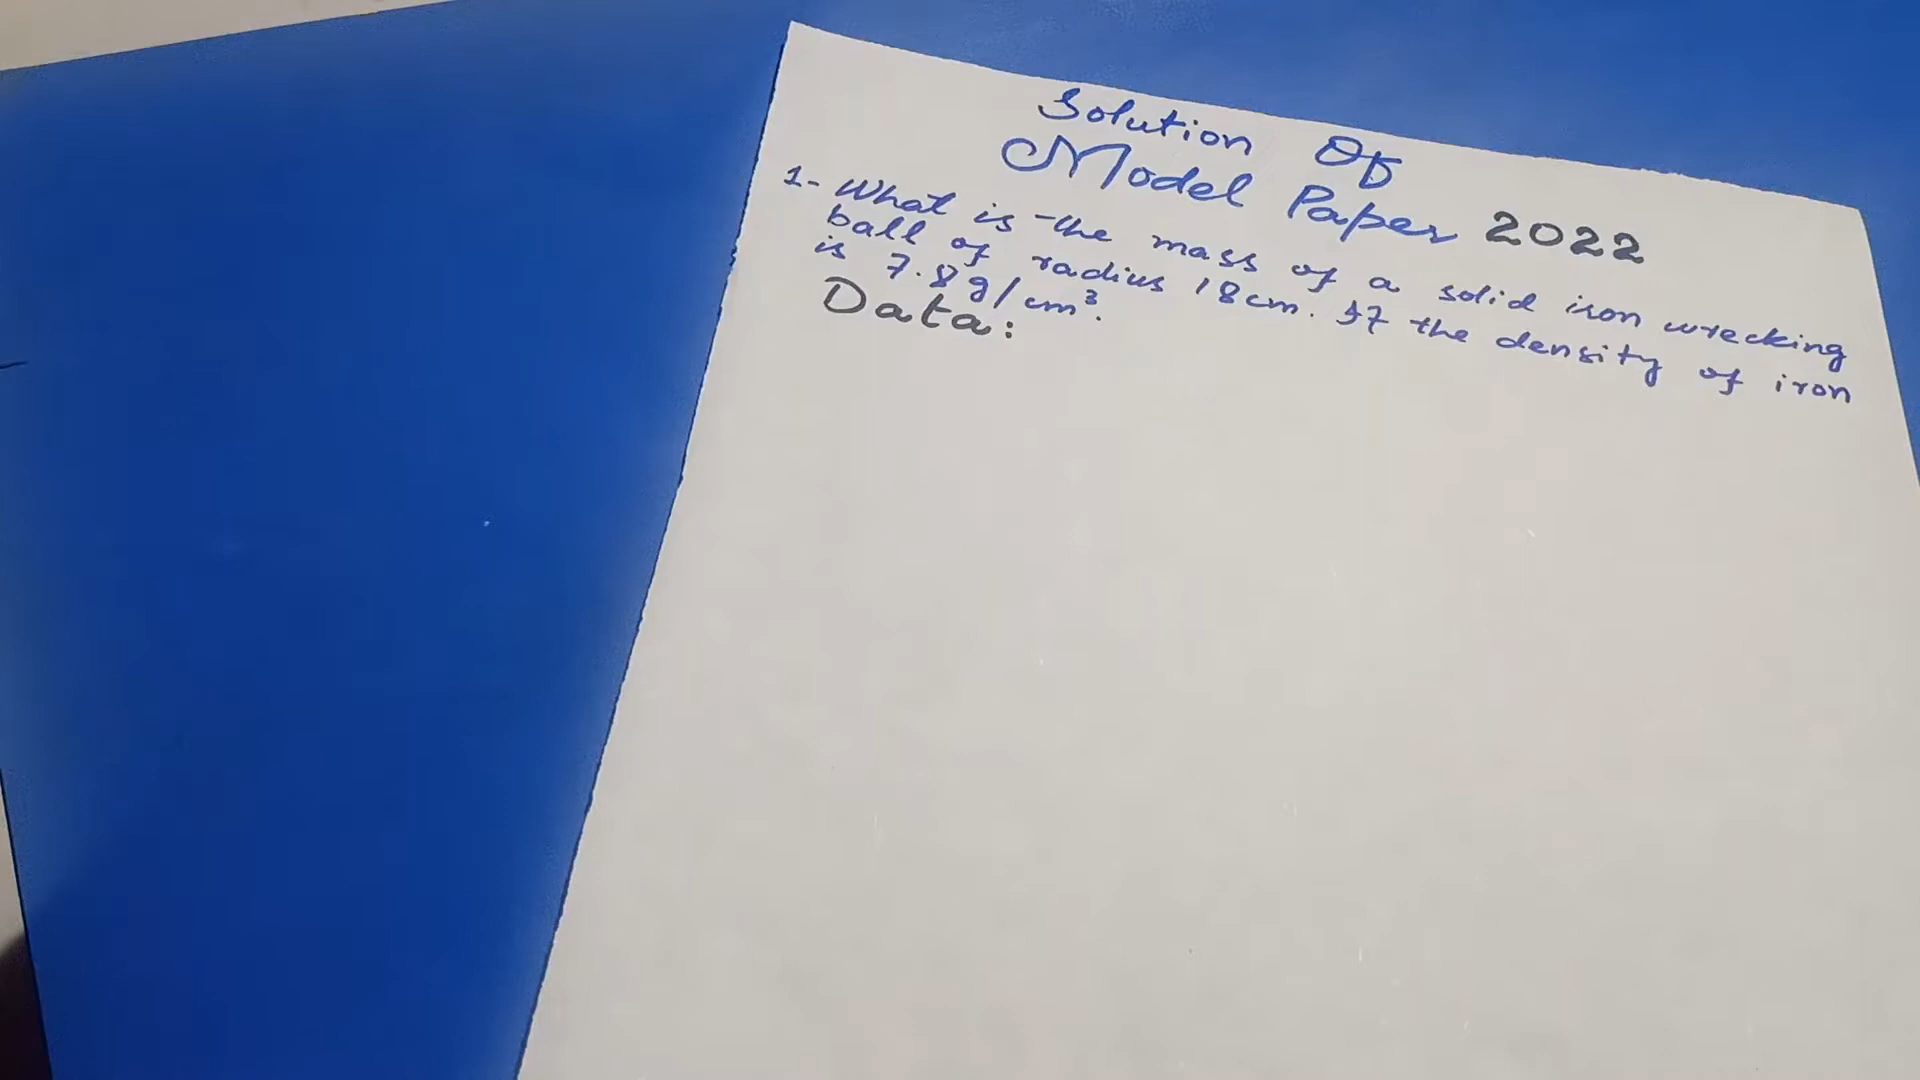 Solution Of
Model Paper 2022
1- What is the mass of a solid iron wrecking
ball of radius 18cm. If the density of iron
is 7.8g/cm³.
Data: